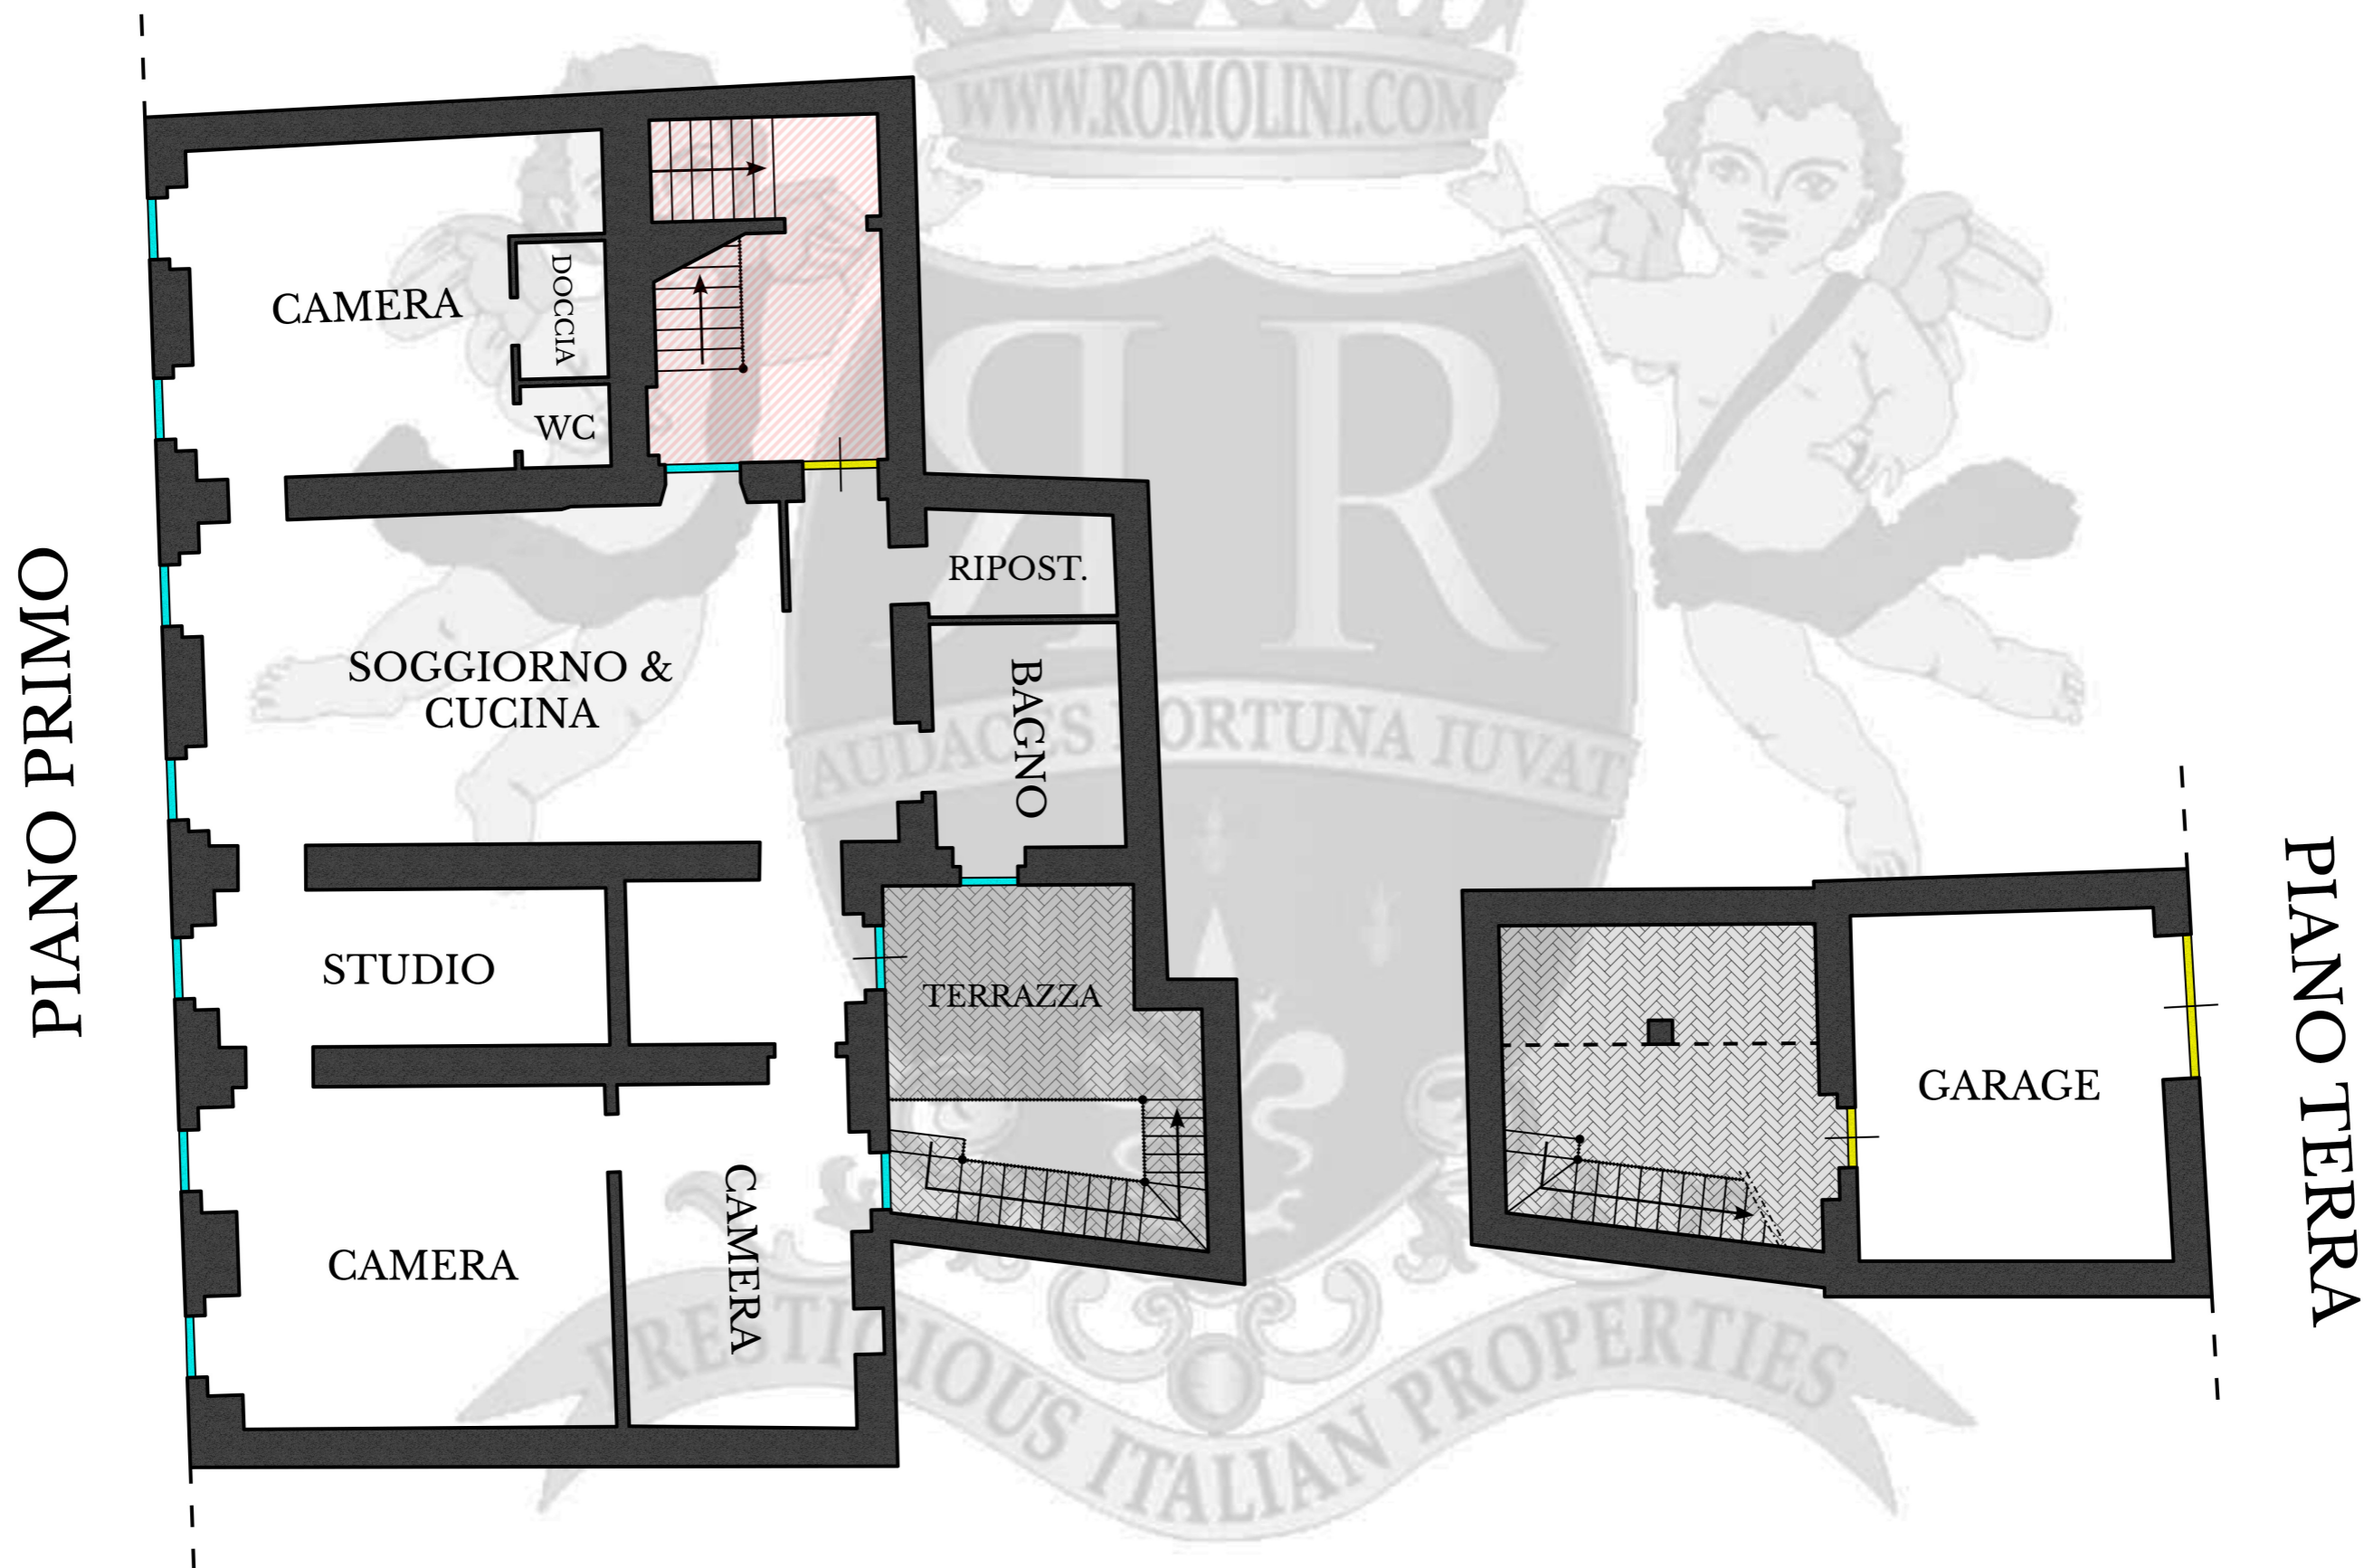 WWW.ROMOLINI.COM
PIANO PRIMO
CAMERA
DOCCIA
WC
RIPOST.
SOGGIORNO &
CUCINA
BAGNO
R R
AUDACES FORTUNA IUVAT
STUDIO
TERRAZZA
CAMERA
CAMERA
GARAGE
PIANO TERRA
PRESTIGIOUS ITALIAN PROPERTIES